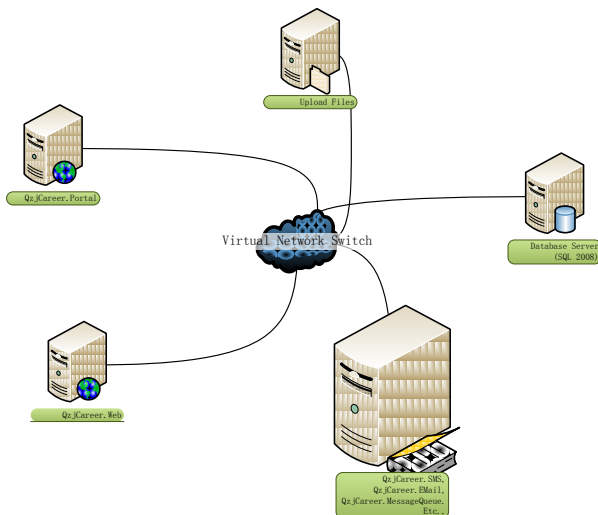 Upload Files
QzjCareer.Portal
Virtual Network Switch
Database Server
(SQL 2008)
QzjCareer.Web
QzjCareer.SMS,
QzjCareer.EMail,
QzjCareer.MessageQueue.
Etc..